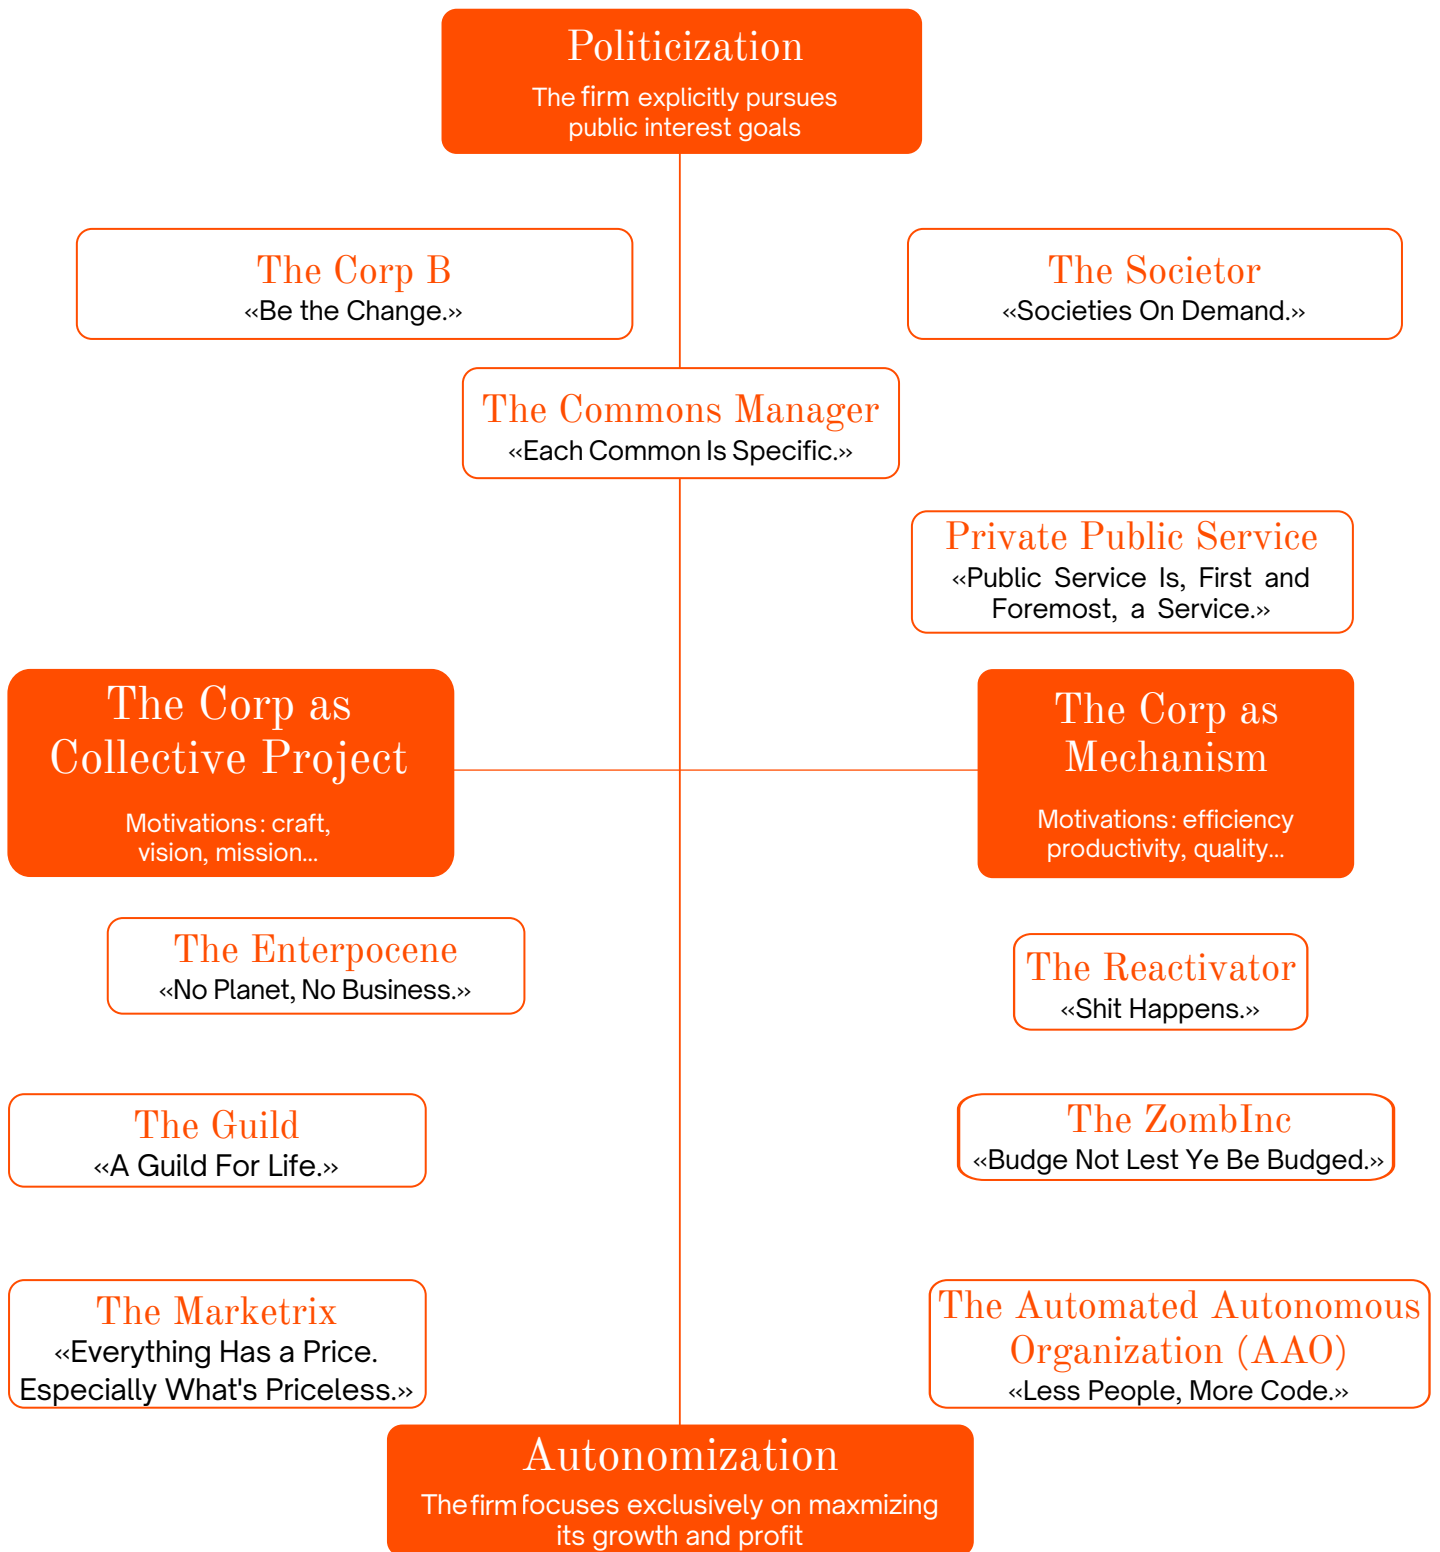 Politicization
The firm explicitly pursues
public interest goals
The Corp B
‹‹Be the Change.››
The Societor
‹‹Societies On Demand.››
The Commons Manager
‹‹Each Common Is Specific.››
Private Public Service
‹‹Public Service Is, First and
Foremost, a Service.››
The Corp as
Collective Project
Motivations: craft,
vision, mission...
The Corp as
Mechanism
Motivations: efficiency
productivity, quality...
The Enterpocene
‹‹No Planet, No Business.››
The Reactivator
‹‹Shit Happens.››
The Guild
‹‹A Guild For Life.››
The ZombInc
‹‹Budge Not Lest Ye Be Budged.››
The Marketrix
‹‹Everything Has a Price.
Especially What's Priceless.››
The Automated Autonomous
Organization (AAO)
‹‹Less People, More Code.››
Autonomization
The firm focuses exclusively on maxmizing
its growth and profit